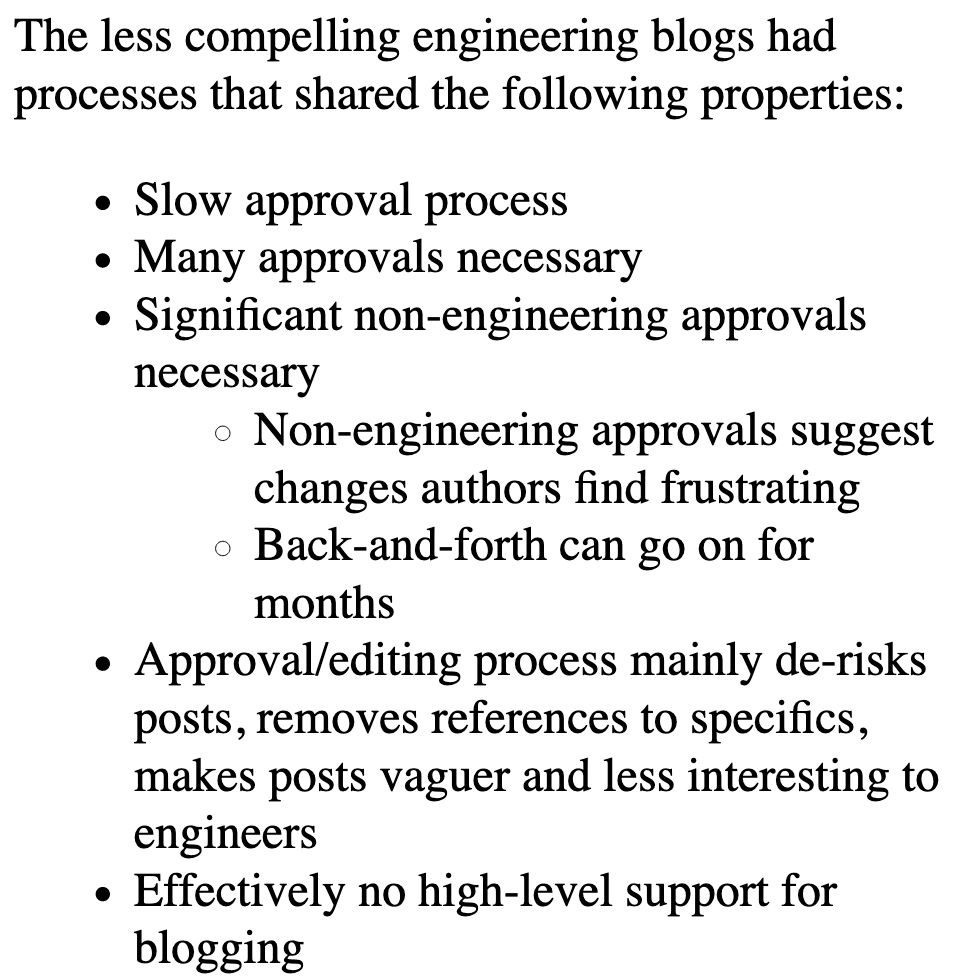 The less compelling engineering blogs had
processes that shared the following properties:
• Slow approval process
• Many approvals necessary
• Significant non-engineering approvals
necessary
○ Non-engineering approvals suggest
changes authors find frustrating
○ Back-and-forth can go on for
months
• Approval/editing process mainly de-risks
posts, removes references to specifics,
makes posts vaguer and less interesting to
engineers
• Effectively no high-level support for
blogging